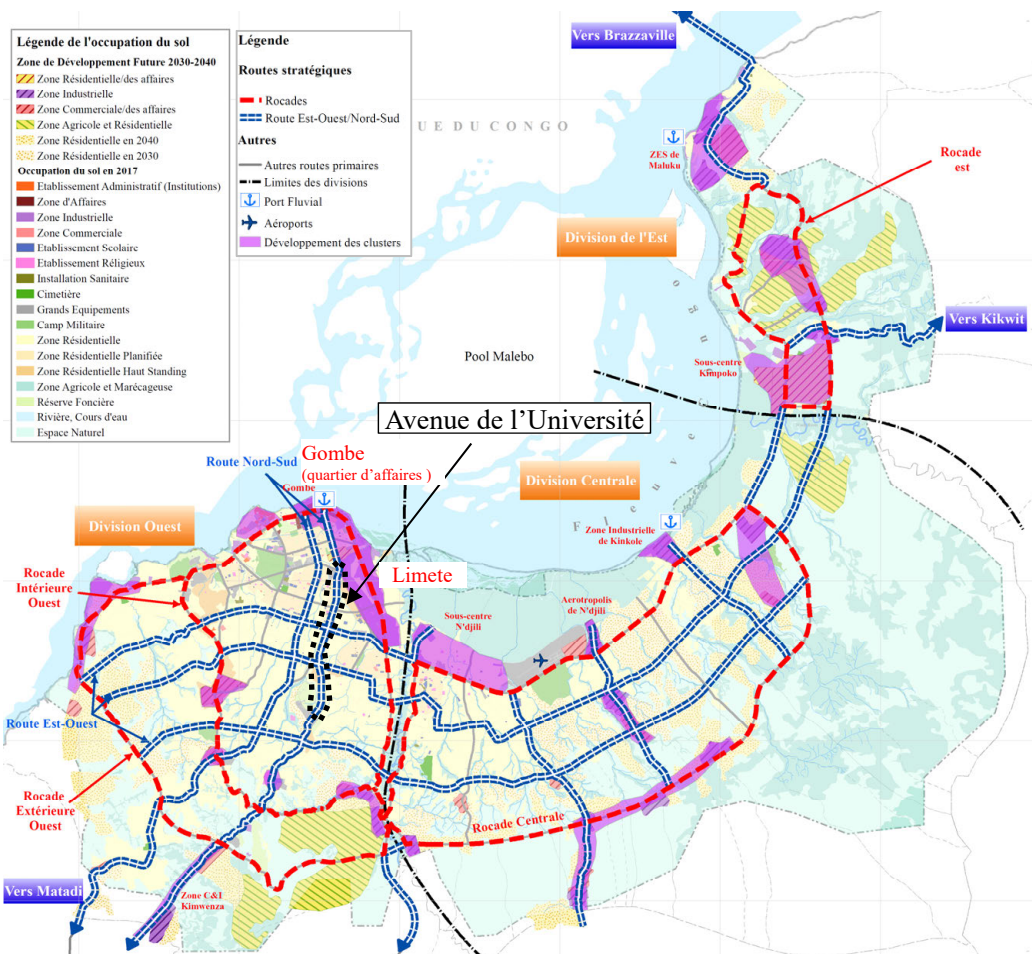 Légende de l'occupation du sol
Zone de Développement Future 2030-2040
Zone Résidentielle/des affaires
Zone Industrielle
Zone Commerciale/des affaires
Zone Agricole et Résidentielle
Zone Résidentielle en 2040
Zone Résidentielle en 2030
Occupation du sol en 2017
Etablissement Administratif (Institutions)
Zone d'Affaires
Zone Industrielle
Zone Commerciale
Etablissement Scolaire
Etablissement Réligieux
Installation Sanitaire
Cimetière
Grands Equipements
Camp Militaire
Zone Résidentielle
Zone Résidentielle Planifiée
Zone Résidentielle Haut Standing
Zone Agricole et Marécageuse
Réserve Foncière
Rivière, Cours d'eau
Espace Naturel
Légende
Routes stratégiques
Rocades
Route Est-Ouest/Nord-Sud
Autres
Autres routes primaires
Limites des divisions
Port Fluvial
Aéroports
Développement des clusters
Vers Brazzaville
UE DU CONGO
ZES de
Maluku
Rocade
est
Division de l'Est
Vers Kikwit
Sous-centre
Kimpoko
Pool Malebo
Avenue de l'Université
Route Nord-Sud
Gombe
(quartier d'affaires )
Gombe
Division Centrale
Fleuve Congo
Division Ouest
Zone Industrielle
de Kinkole
Rocade
Intérieure
Ouest
Limete
Sous-centre
N'djili
Aerotropolis
de N'djili
Route Est-Ouest
Rocade
Extérieure
Ouest
Rocade Centrale
Vers Matadi
Zone C&I
Kimwenza